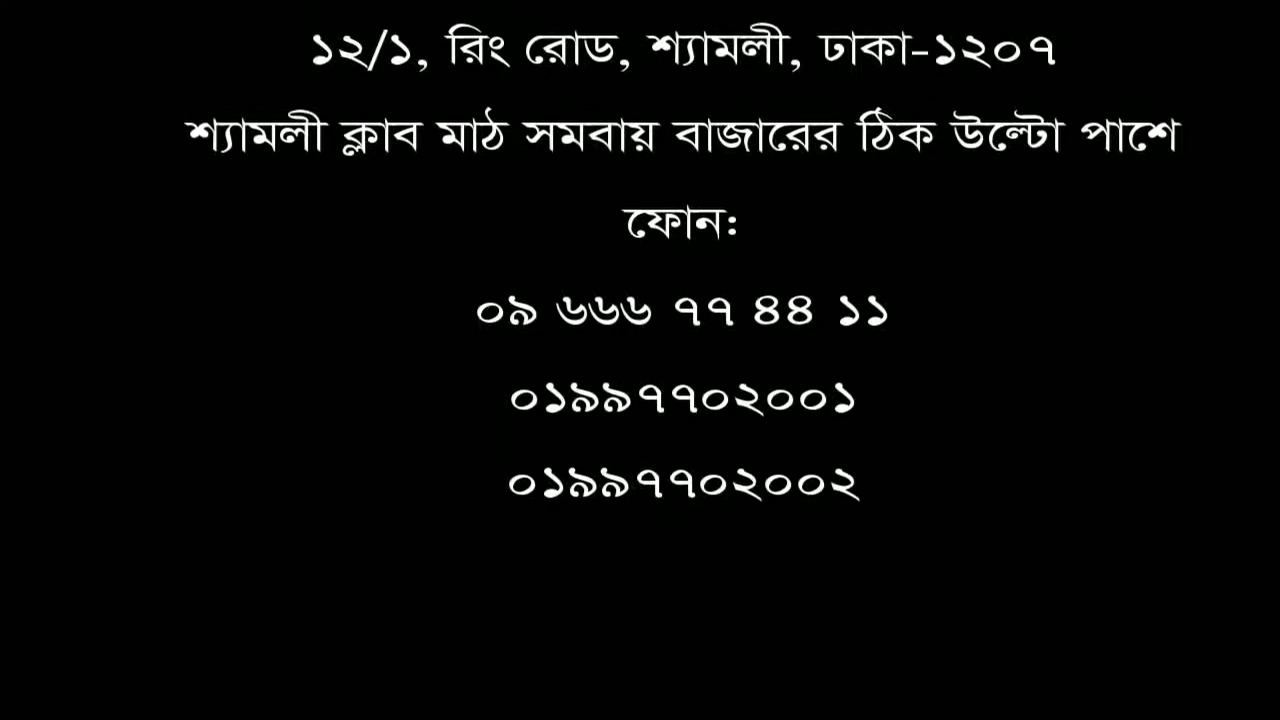 ১২/১, রিং রোড, শ্যামলী, ঢাকা-১২০৭
শ্যামলী ক্লাব মাঠ সমবায় বাজারের ঠিক উল্টো পাশে
ফোনঃ
০৯ ৬৬৬ ৭৭ ৪৪ ১১
০১৯৯৭৭০২০০১
০১৯৯৭৭০২০০২